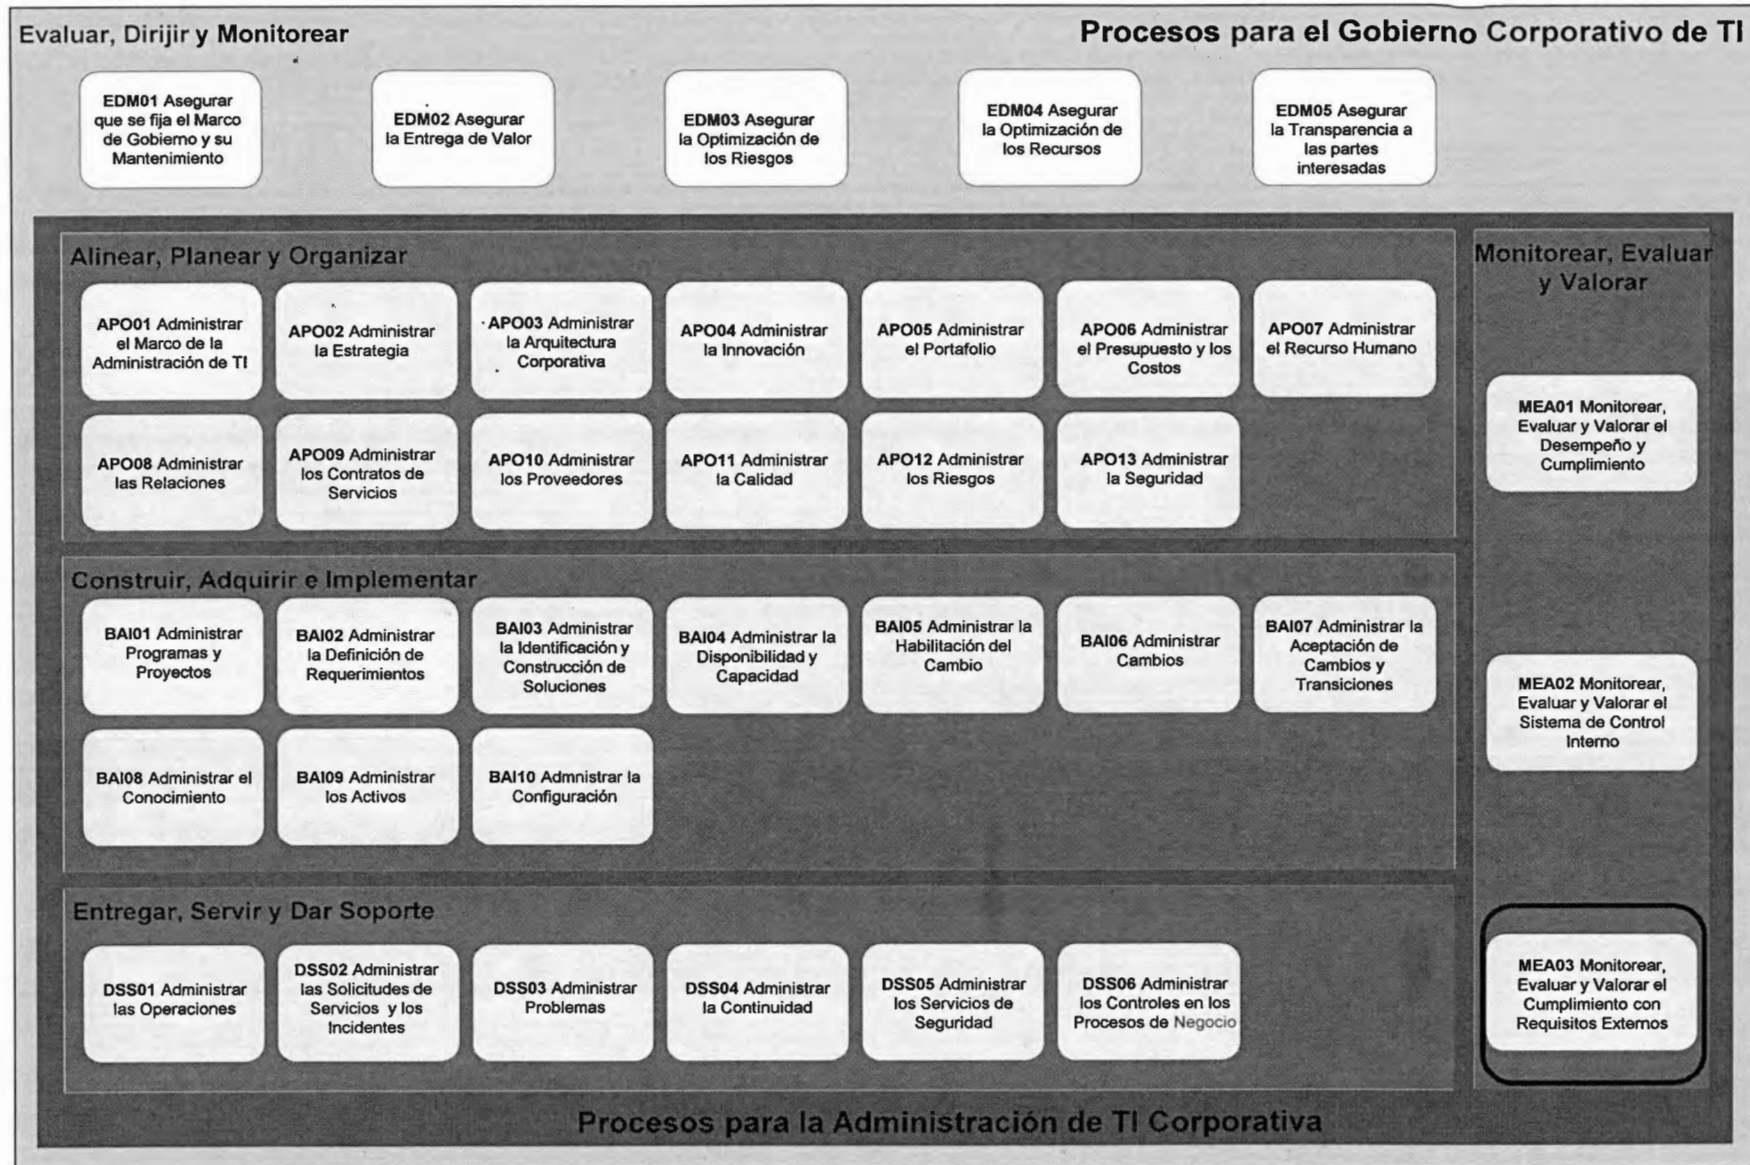 Evaluar, Dirijir y Monitorear
Procesos para el Gobierno Corporativo de TI
EDM01 Asegurar
que se fija el Marco
de Gobierno y su
Mantenimiento
EDM02 Asegurar
la Entrega de Valor
EDM03 Asegurar
la Optimización de
los Riesgos
EDM04 Asegurar
la Optimización de
los Recursos
EDM05 Asegurar
la Transparencia a
las partes
interesadas
Alinear, Planear y Organizar
APO01 Administrar
el Marco de la
Administración de TI
APO02 Administrar
la Estrategia
APO03 Administrar
la Arquitectura
Corporativa
APO04 Administrar
la Innovación
APO05 Administrar
el Portafolio
APO06 Administrar
el Presupuesto y los
Costos
APO07 Administrar
el Recurso Humano
APO08 Administrar
las Relaciones
APO09 Administrar
los Contratos de
Servicios
APO10 Administrar
los Proveedores
APO11 Administrar
la Calidad
APO12 Administrar
los Riesgos
APO13 Administrar
la Seguridad
Construir, Adquirir e Implementar
BAI01 Administrar
Programas y
Proyectos
BAI02 Administrar
la Definición de
Requerimientos
BAI03 Administrar
la Identificación y
Construcción de
Soluciones
BAI04 Administrar la
Disponibilidad y
Capacidad
BAI05 Administrar la
Habilitación del
Cambio
BAI06 Administrar
Cambios
BAI07 Administrar la
Aceptación de
Cambios y
Transiciones
BAI08 Administrar el
Conocimiento
BAI09 Administrar
los Activos
BAI10 Admnistrar la
Configuración
Entregar, Servir y Dar Soporte
DSS01 Administrar
las Operaciones
DSS02 Administrar
las Solicitudes de
Servicios y los
Incidentes
DSS03 Administrar
Problemas
DSS04 Administrar
la Continuidad
DSS05 Administrar
los Servicios de
Seguridad
DSS06 Administrar
los Controles en los
Procesos de Negocio
Monitorear, Evaluar
y Valorar
MEA01 Monitorear,
Evaluar y Valorar el
Desempeño y
Cumplimiento
MEA02 Monitorear,
Evaluar y Valorar el
Sistema de Control
Interno
MEA03 Monitorear,
Evaluar y Valorar el
Cumplimiento con
Requisitos Externos
Procesos para la Administración de TI Corporativa